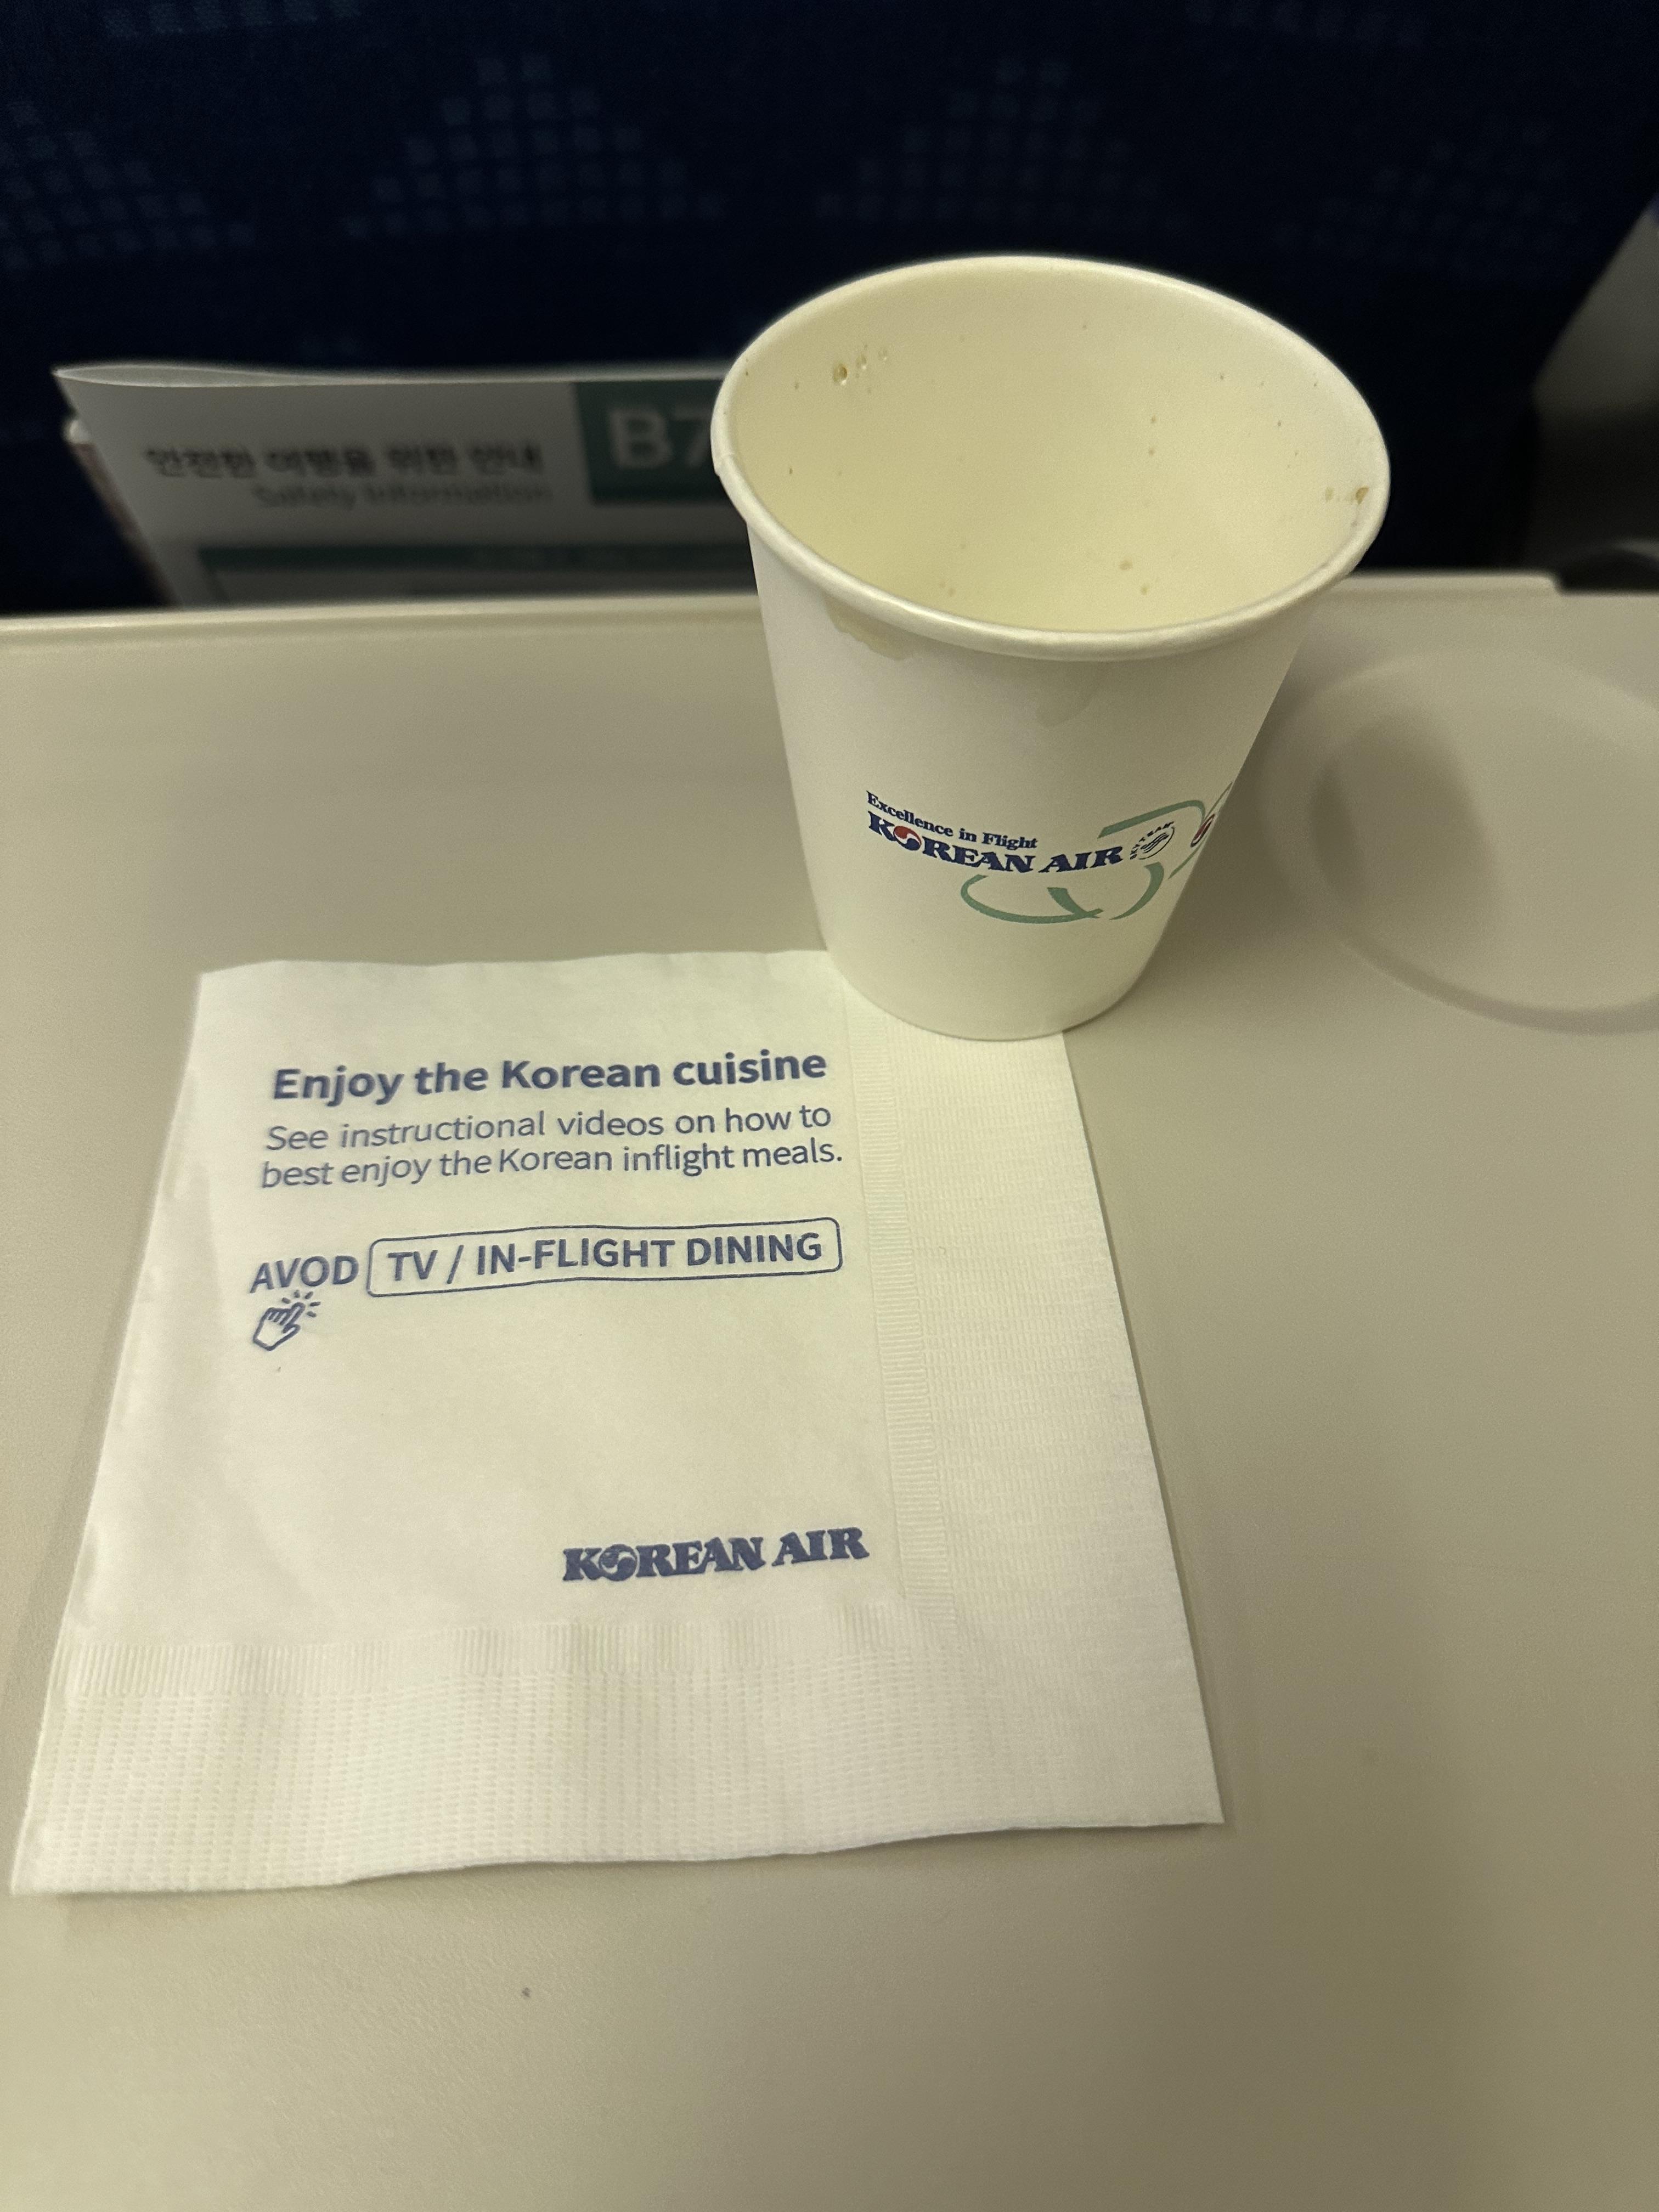 안전한 여행을 위한 안내
Safety Information
B7
Excellence in Flight
KOREAN AIR
Enjoy the Korean cuisine
See instructional videos on how to
best enjoy the Korean inflight meals.
AVOD TV / IN-FLIGHT DINING
KOREAN AIR